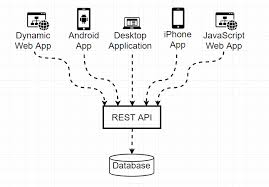 Dynamic
Web App
Android
App
Desktop
Application
iPhone
App
JavaScript
Web App
REST API
Database